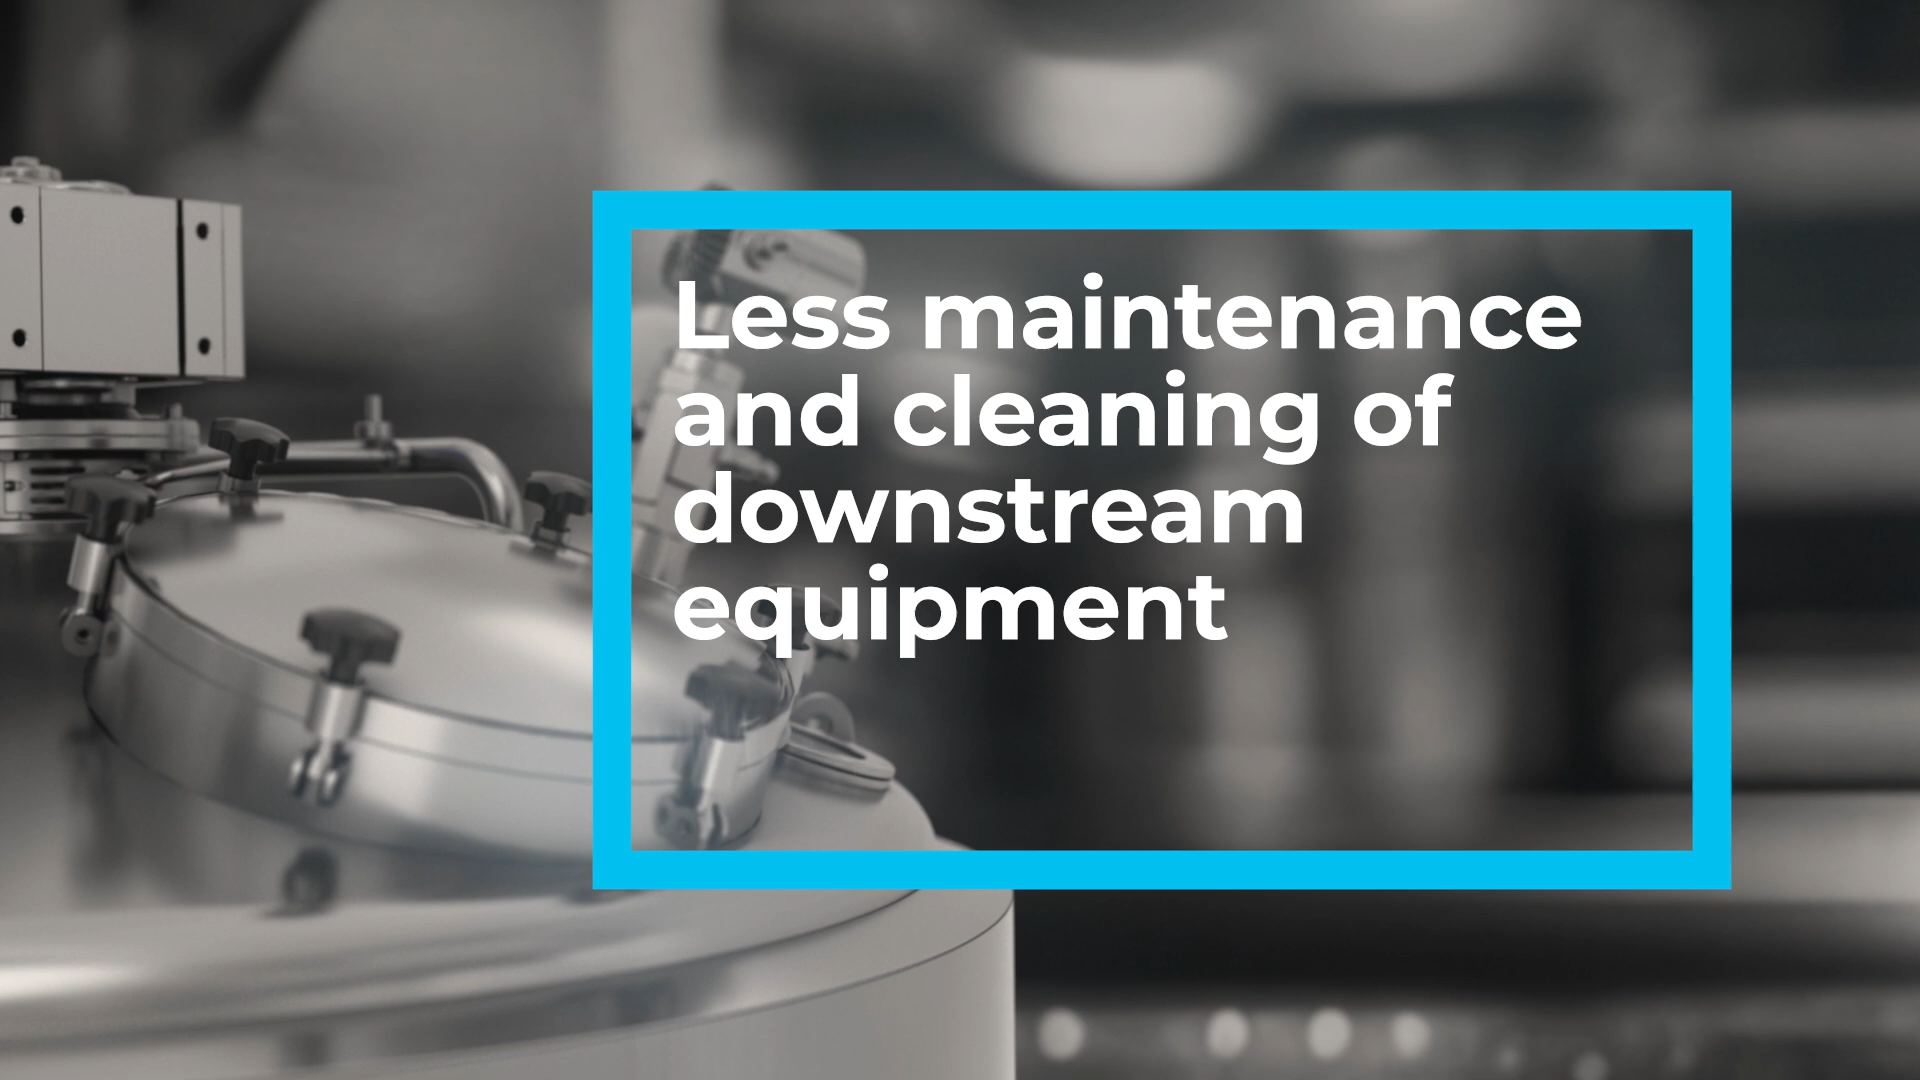 Less maintenance
and cleaning of
downstream
equipment